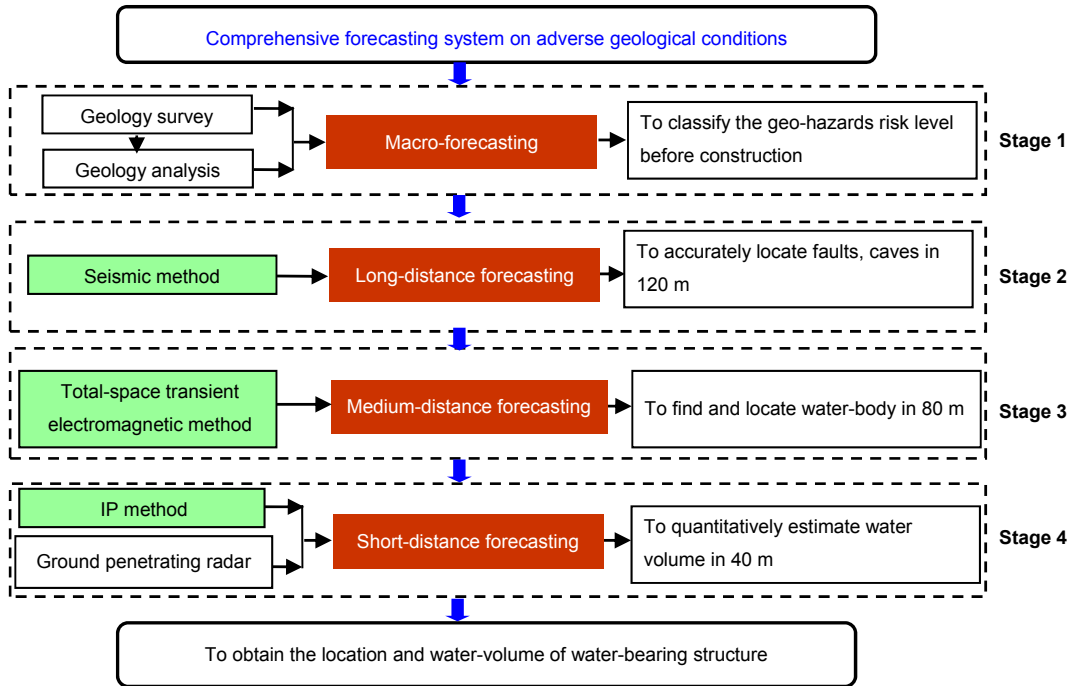 Comprehensive forecasting system on adverse geological conditions
Geology survey
Geology analysis
Macro-forecasting
To classify the geo-hazards risk level
before construction
Stage 1
Seismic method
Long-distance forecasting
To accurately locate faults, caves in
120 m
Stage 2
Total-space transient
electromagnetic method
Medium-distance forecasting
To find and locate water-body in 80 m
Stage 3
IP method
Ground penetrating radar
Short-distance forecasting
To quantitatively estimate water
volume in 40 m
Stage 4
To obtain the location and water-volume of water-bearing structure